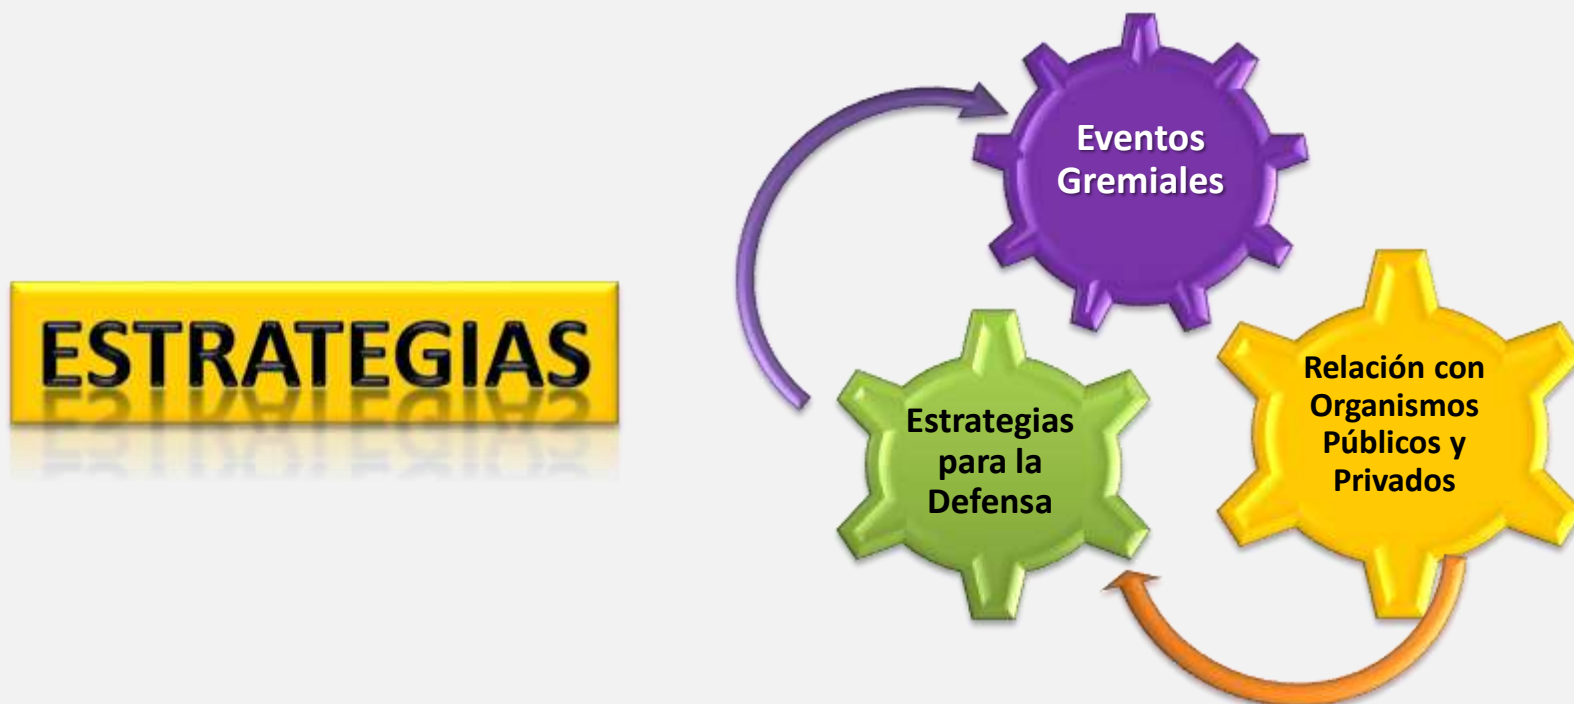 ESTRATEGIAS
Eventos
Gremiales
Estrategias
para la
Defensa
Relación con
Organismos
Públicos y
Privados